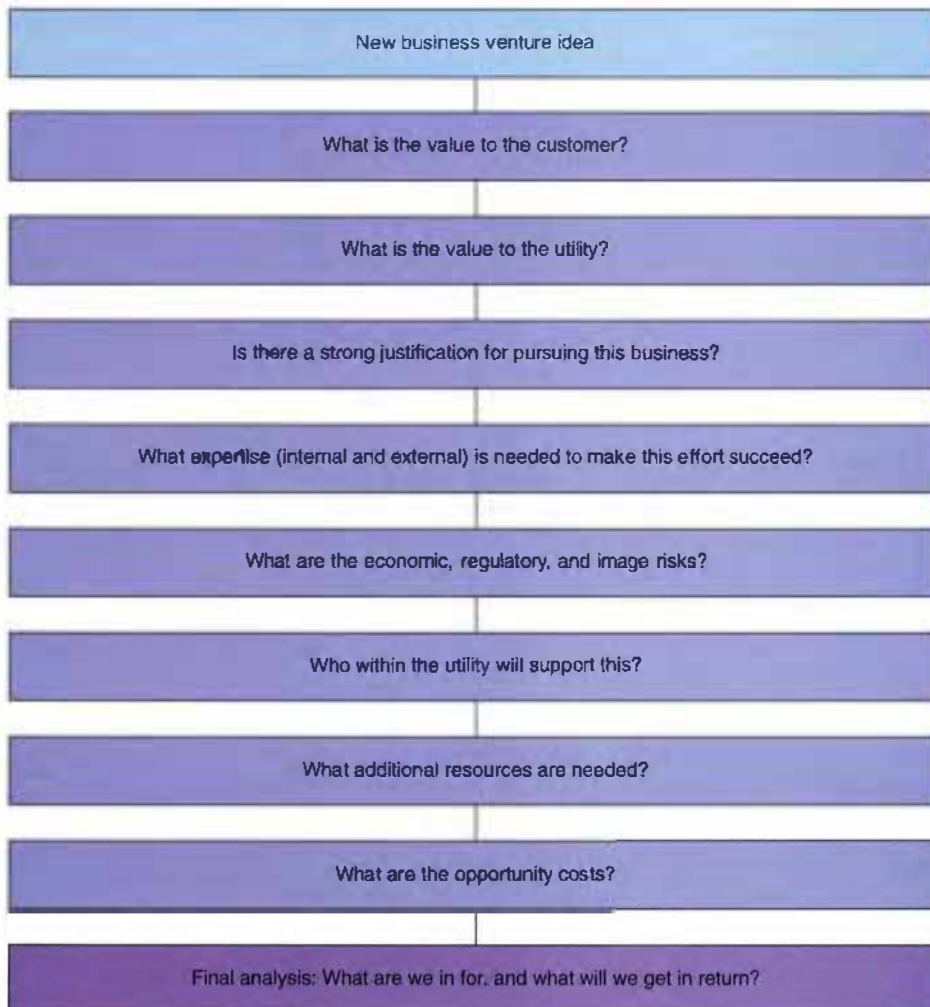 New business venture idea
What is the value to the customer?
What is the value to the utility?
Is there a strong justification for pursuing this business?
What expertise (internal and external) is needed to make this effort succeed?
What are the economic, regulatory, and image risks?
Who within the utility will support this?
What additional resources are needed?
What are the opportunity costs?
Final analysis: What are we in for, and what will we get in return?